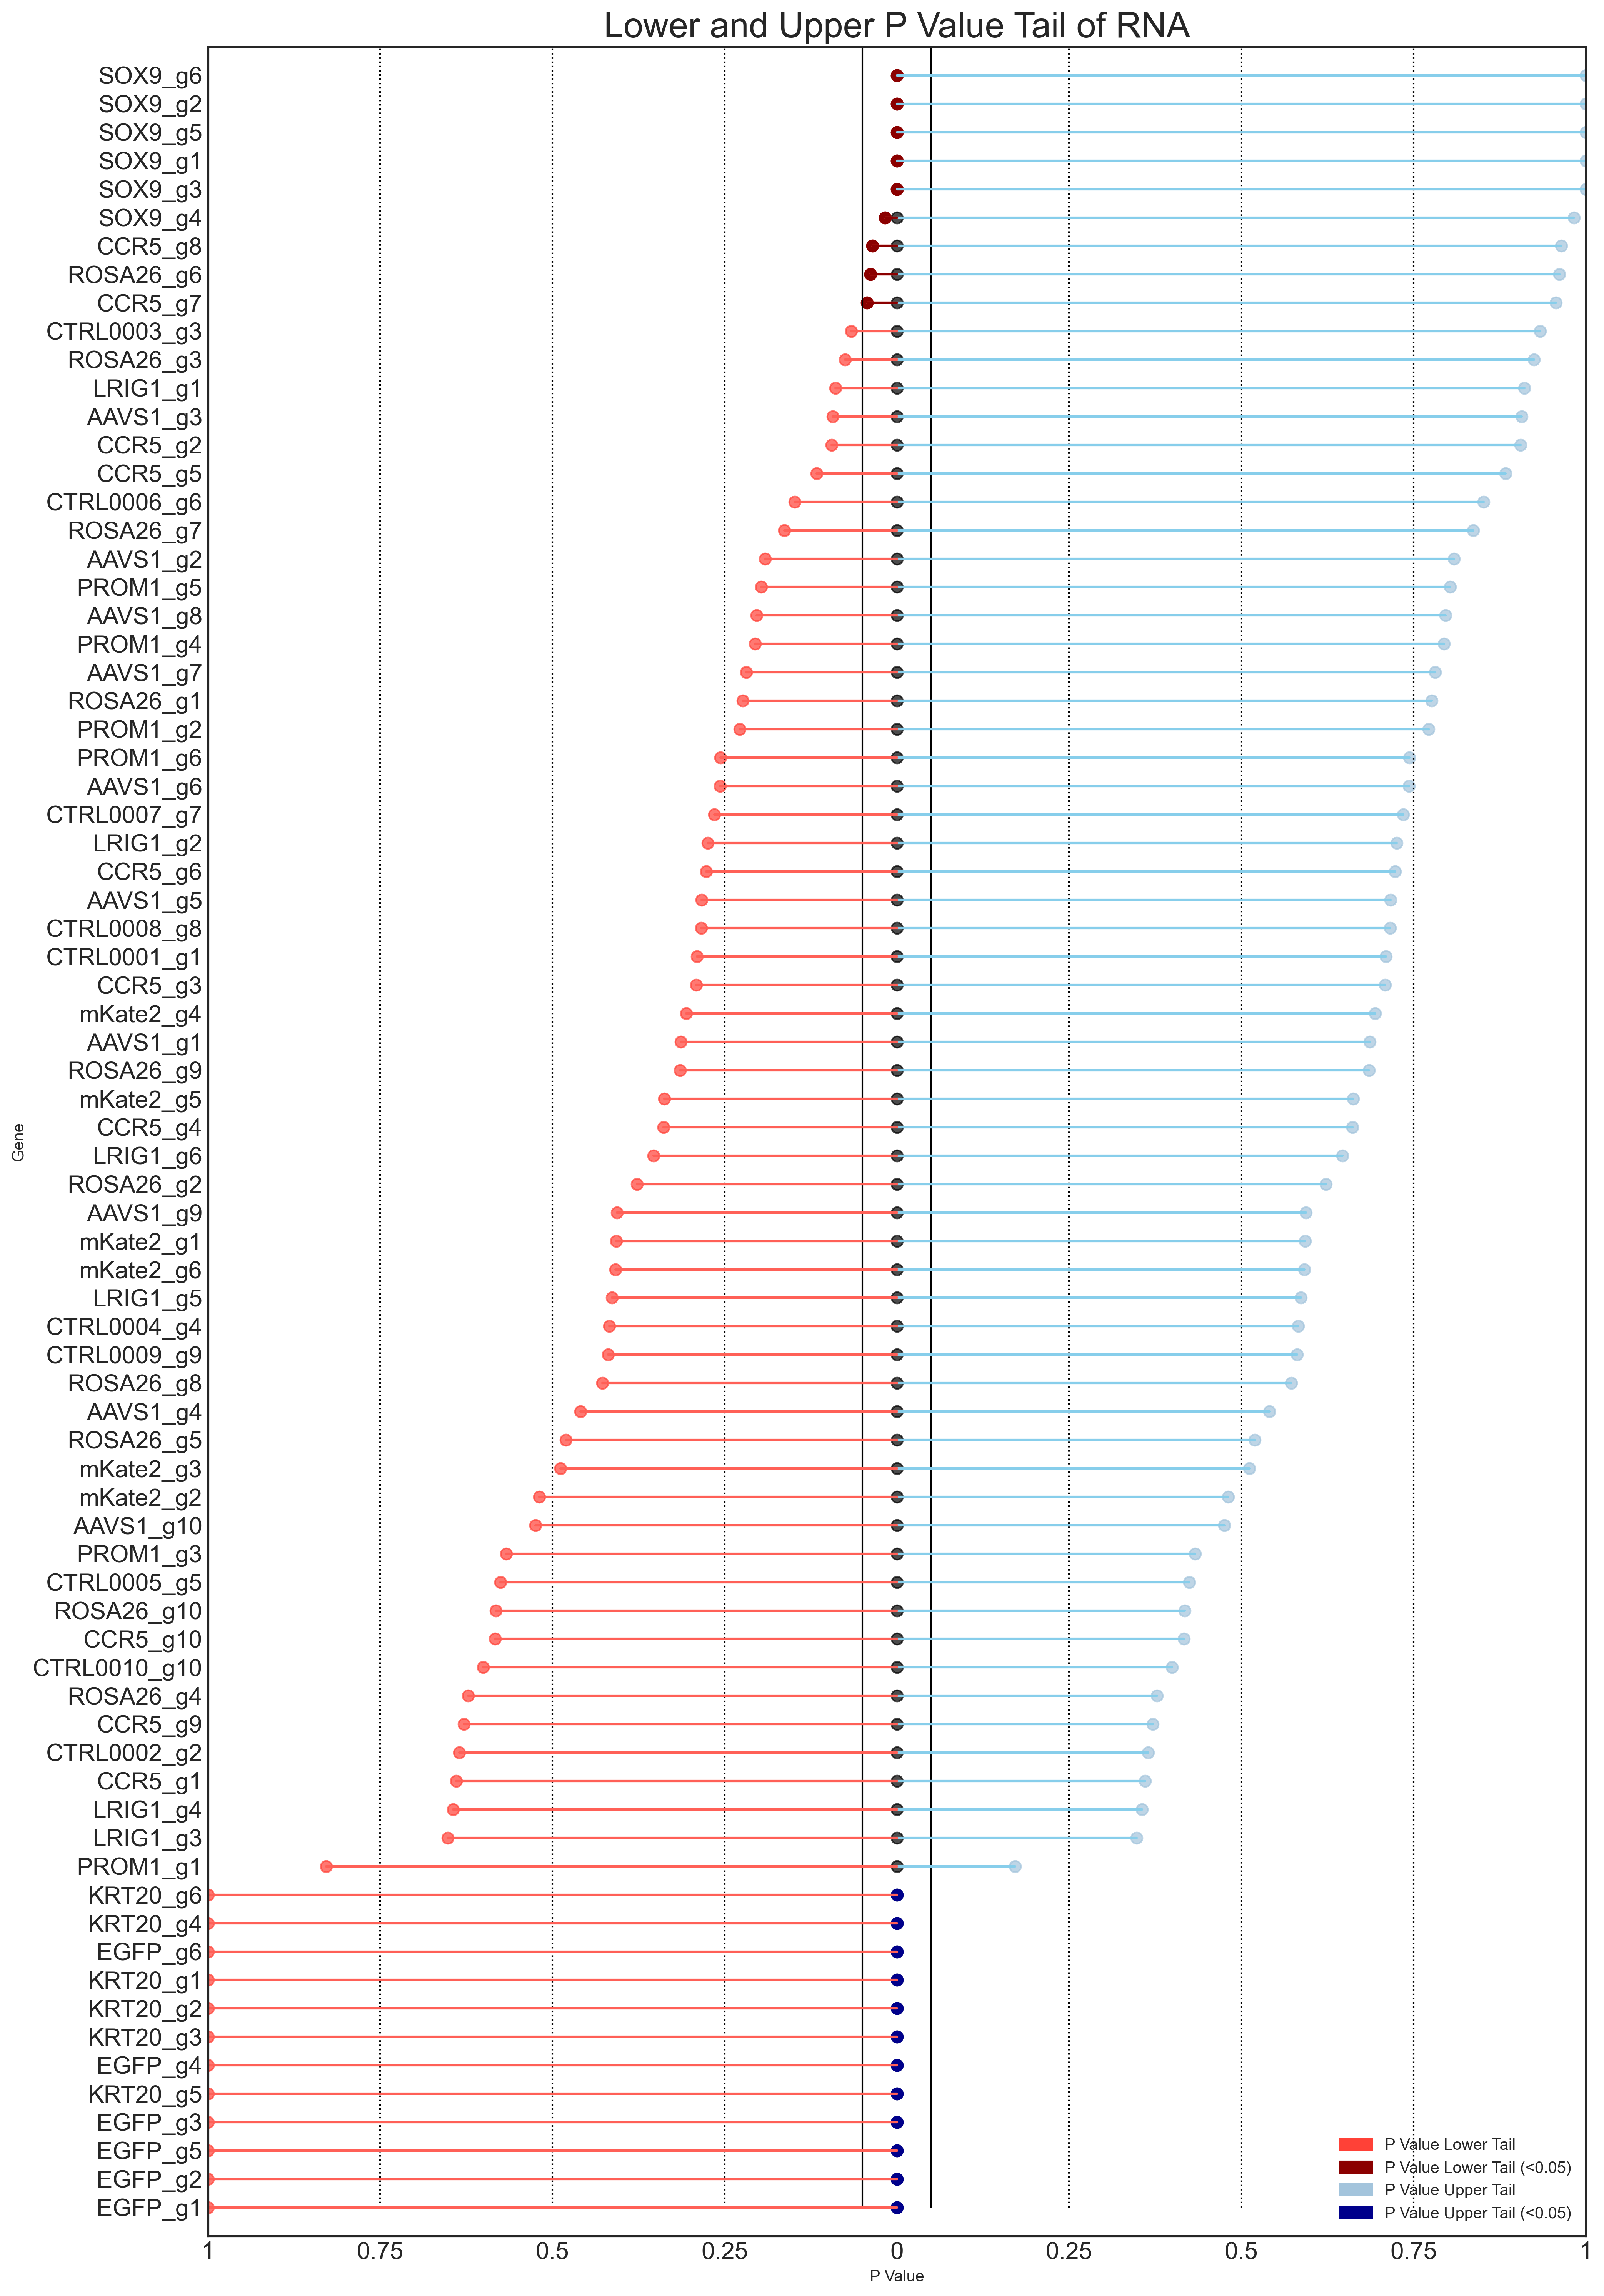 Lower and Upper P Value Tail of RNA
SOX9_g6
SOX9_g2
SOX9_g5
SOX9_g1
SOX9_g3
SOX9_g4
CCR5_g8
ROSA26_g6
CCR5_g7
CTRL0003_g3
ROSA26_g3
LRIG1_g1
AAVS1_g3
CCR5_g2
CCR5_g5
CTRL0006_g6
ROSA26_g7
AAVS1_g2
PROM1_g5
AAVS1_g8
PROM1_g4
AAVS1_g7
ROSA26_g1
PROM1_g2
PROM1_g6
AAVS1_g6
CTRL0007_g7
LRIG1_g2
CCR5_g6
AAVS1_g5
CTRL0008_g8
CTRL0001_g1
CCR5_g3
mKate2_g4
AAVS1_g1
ROSA26_g9
mKate2_g5
CCR5_g4
LRIG1_g6
ROSA26_g2
AAVS1_g9
mKate2_g1
mKate2_g6
LRIG1_g5
CTRL0004_g4
CTRL0009_g9
ROSA26_g8
AAVS1_g4
ROSA26_g5
mKate2_g3
mKate2_g2
AAVS1_g10
PROM1_g3
CTRL0005_g5
ROSA26_g10
CCR5_g10
CTRL0010_g10
ROSA26_g4
CCR5_g9
CTRL0002_g2
CCR5_g1
LRIG1_g4
LRIG1_g3
PROM1_g1
KRT20_g6
KRT20_g4
EGFP_g6
KRT20_g1
KRT20_g2
KRT20_g3
EGFP_g4
KRT20_g5
EGFP_g3
EGFP_g5
EGFP_g2
EGFP_g1
Gene
P Value Lower Tail
P Value Lower Tail (<0.05)
P Value Upper Tail
P Value Upper Tail (<0.05)
1 0.75 0.5 0.25 0 0.25 0.5 0.75 1
P Value